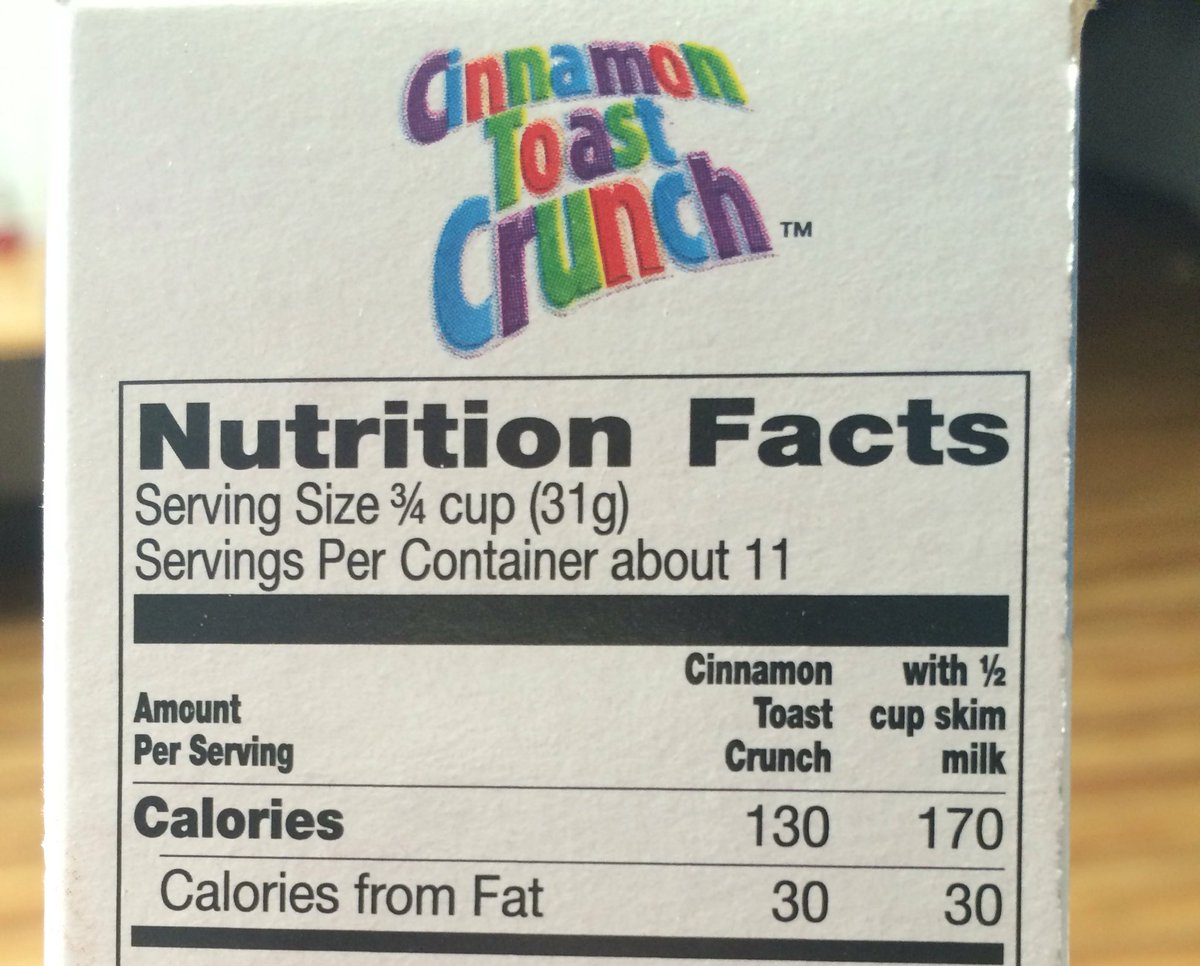 Cinnamon
Toast
Crunch ™
Nutrition Facts
Serving Size ¾ cup (31g)
Servings Per Container about 11
Cinnamon with ½
Amount Toast cup skim
Per Serving Crunch milk
Calories 130 170
Calories from Fat 30 30